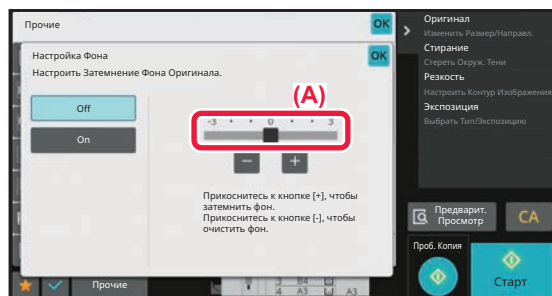 Прочие
OK
Настройка Фона
OK
Настроить Затемнение Фона Оригинала.
Off
On
(A)
-3 • • 0 • • 3
−
+
Прикоснитесь к кнопке [+], чтобы
затемнить фон.
Прикоснитесь к кнопке [-], чтобы
очистить фон.
Прочие
3 B4
4 A3
A3
Оригинал
Изменить Размер/Направл.
Стирание
Стереть Окруж. Тени
Резкость
Настроить Контур Изображения
Экспозиция
Выбрать Тип/Экспозицию
Предварит.
Просмотр
CA
Проб. Копия
Старт